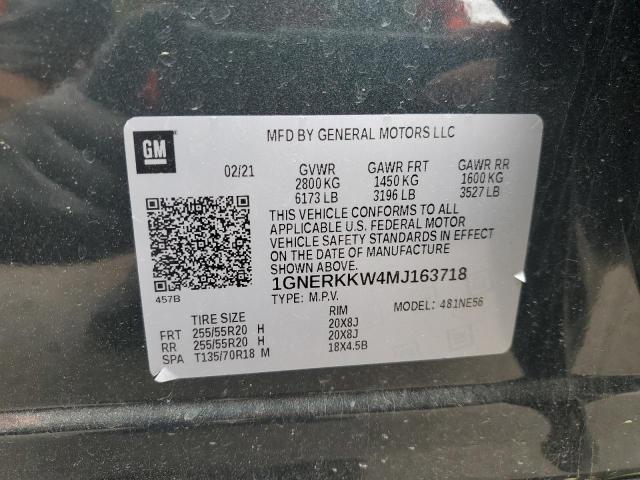 MFD BY GENERAL MOTORS LLC
GM
02/21 GVWR GAWR FRT GAWR RR
2800 KG 1450 KG 1600 KG
6173 LB 3196 LB 3527 LB
THIS VEHICLE CONFORMS TO ALL
APPLICABLE U.S. FEDERAL MOTOR
VEHICLE SAFETY STANDARDS IN
EFFECT ON THE DATE OF MANUFACTURE
SHOWN ABOVE.
1GNERKKW4MJ163718
457B
TYPE: M.P.V. MODEL: 481NE56
TIRE SIZE RIM
FRT 255/55R20 H 20X8J
RR 255/55R20 H 20X8J
SPA T135/70R18 M 18X4.5B